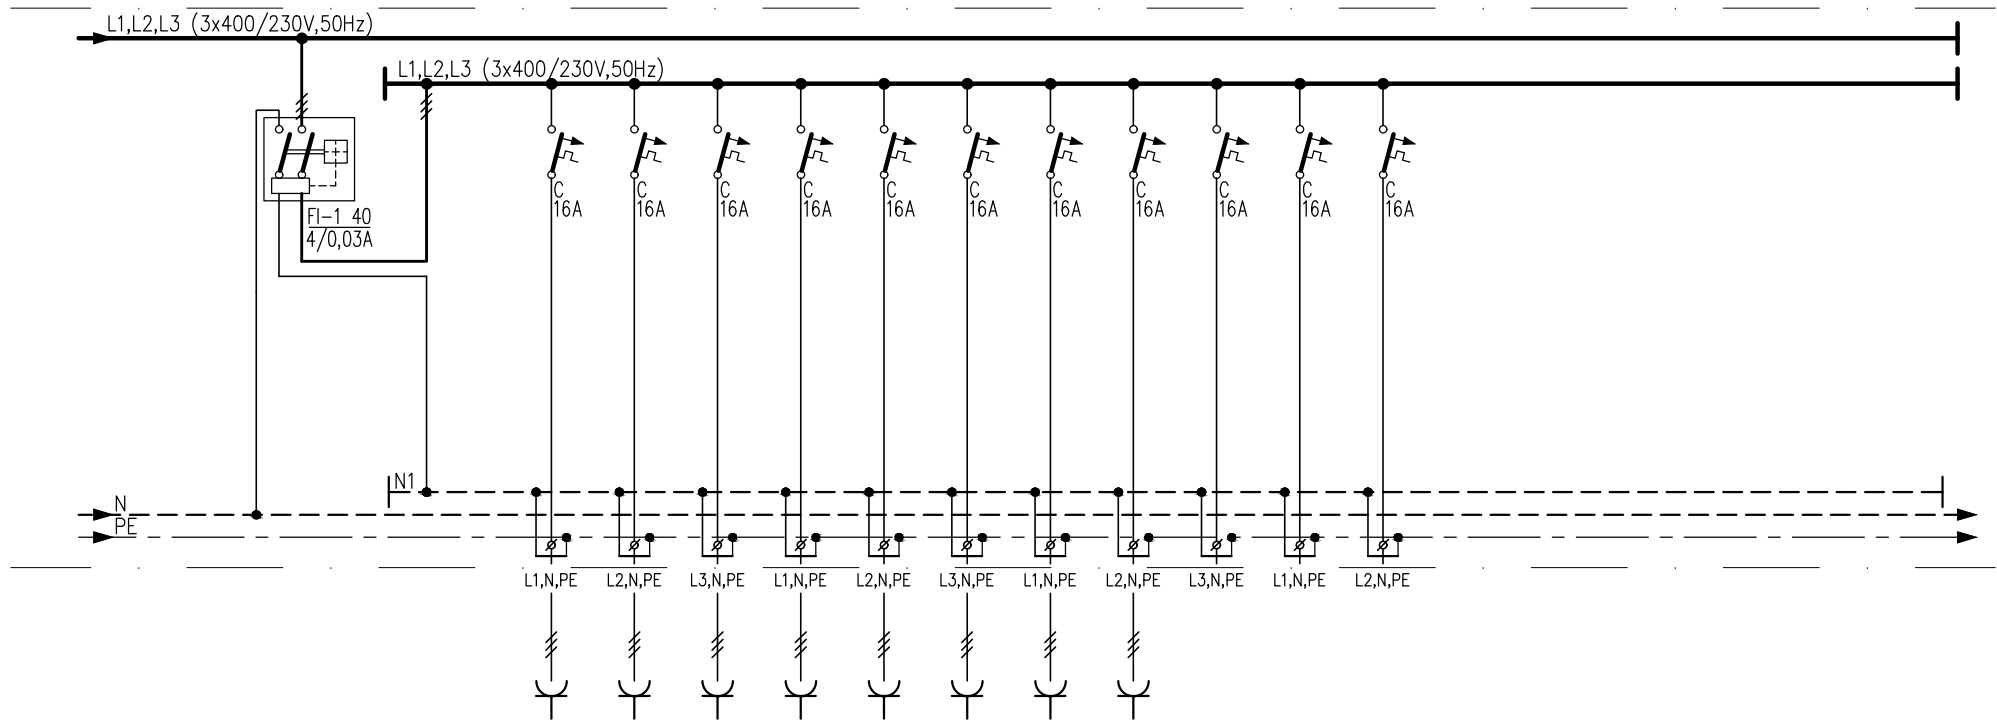 L1,L2,L3 (3x400/230V,50Hz)
L1,L2,L3 (3x400/230V,50Hz)
FI-1 40
4/0,03A
C C C C C C C C C C C
16A 16A 16A 16A 16A 16A 16A 16A 16A 16A 16A
N1
N
PE
L1,N,PE L2,N,PE L3,N,PE L1,N,PE L2,N,PE L3,N,PE L1,N,PE L2,N,PE L3,N,PE L1,N,PE L2,N,PE